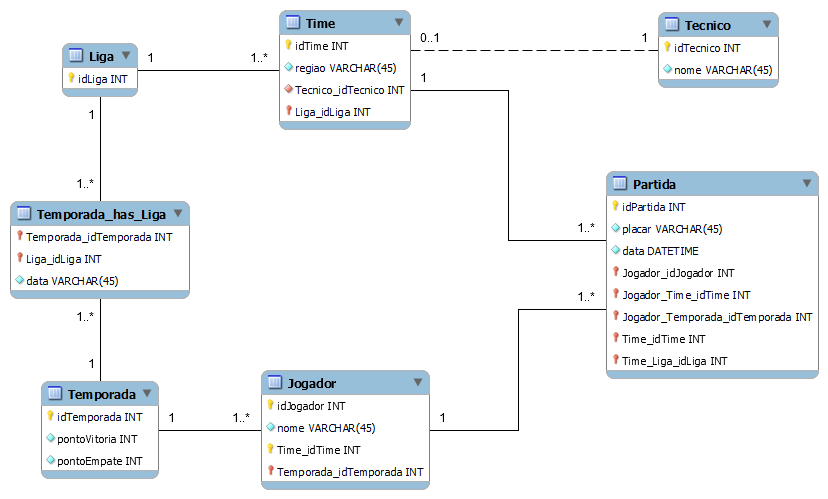 Liga
idLiga INT
1
1..*
Time
idTime INT
regiao VARCHAR(45)
Tecnico_idTecnico INT
Liga_idLiga INT
0..1
1
Tecnico
idTecnico INT
nome VARCHAR(45)
1
1..*
Partida
idPartida INT
placar VARCHAR(45)
data DATETIME
Jogador_idJogador INT
Jogador_Time_idTime INT
Jogador_Temporada_idTemporada INT
Time_idTime INT
Time_Liga_idLiga INT
1
1..*
Temporada_has_Liga
Temporada_idTemporada INT
Liga_idLiga INT
data VARCHAR(45)
1..*
1
Temporada
idTemporada INT
pontoVitoria INT
pontoEmpate INT
1
1..*
Jogador
idJogador INT
nome VARCHAR(45)
Time_idTime INT
Temporada_idTemporada INT
1
1..*